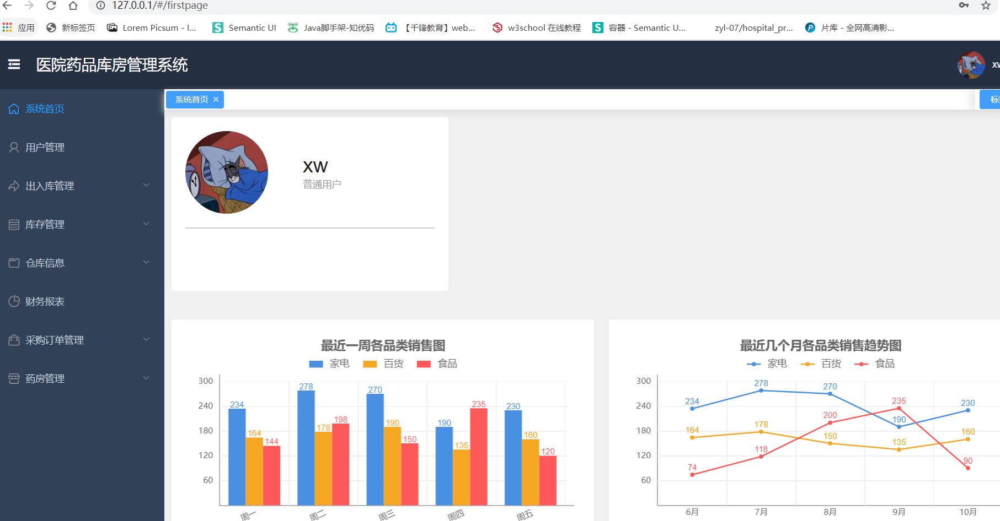 127.0.0.1/#/firstpage
应用 新标签页 Lorem Picsum - l... Semantic UI Java脚手架-知优码 【千锋教育】web... w3school 在线教程 容器 - Semantic U... zyl-07/hospital_pr... 片库 - 全网高清影...
医院药品库房管理系统
系统首页
用户管理
出入库管理
库存管理
仓库信息
财务报表
采购订单管理
药房管理
系统首页 ×
XW
普通用户
最近一周各品类销售图
家电 百货 食品
300
240
180
120
60
234 164 144
278 178 198
270 190 150
190 135 235
230 160 120
周一 周二 周三 周四 周五
最近几个月各品类销售趋势图
家电 百货 食品
300
240
180
120
60
234 278 270 190 230
164 178 150 135 160
74 118 200 235 90
6月 7月 8月 9月 10月